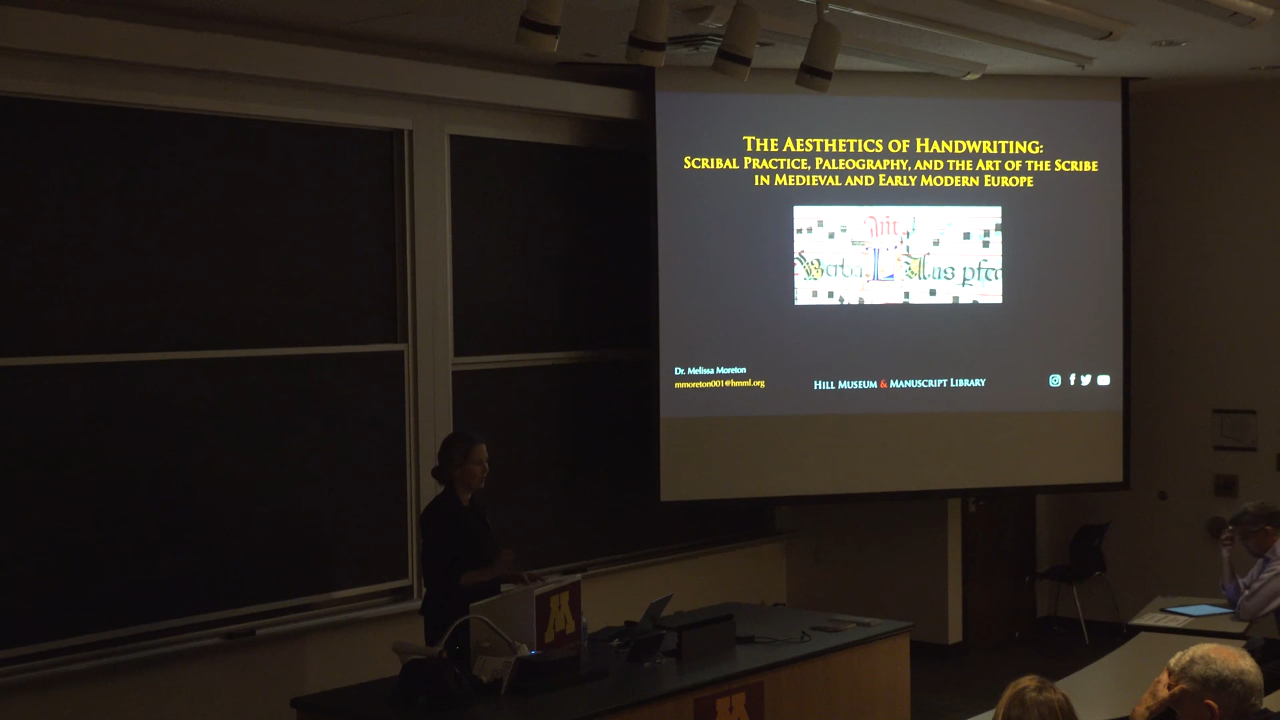 THE AESTHETICS OF HANDWRITING:
SCRIBAL PRACTICE, PALEOGRAPHY, AND THE ART OF THE SCRIBE
IN MEDIEVAL AND EARLY MODERN EUROPE
Dr. Melissa Moreton
mmoreton001@hmml.org
HILL MUSEUM & MANUSCRIPT LIBRARY
M
M